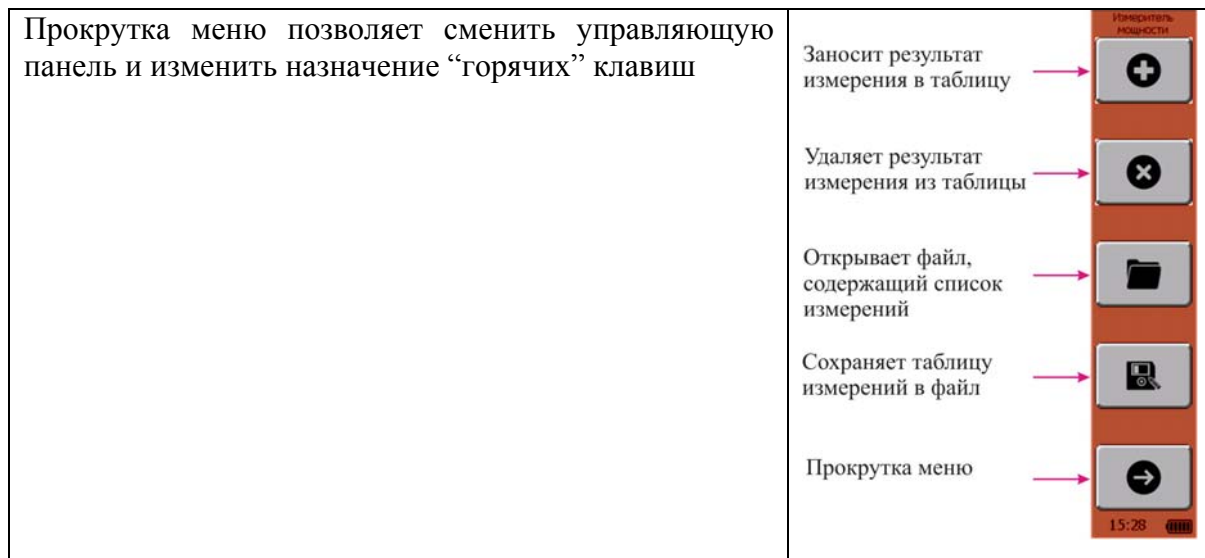 Прокрутка меню позволяет сменить управляющую
панель и изменить назначение “горячих” клавиш
Измеритель
мощности
Заносит результат
измерения в таблицу
Удаляет результат
измерения из таблицы
Открывает файл,
содержащий список
измерений
Сохраняет таблицу
измерений в файл
Прокрутка меню
15:28